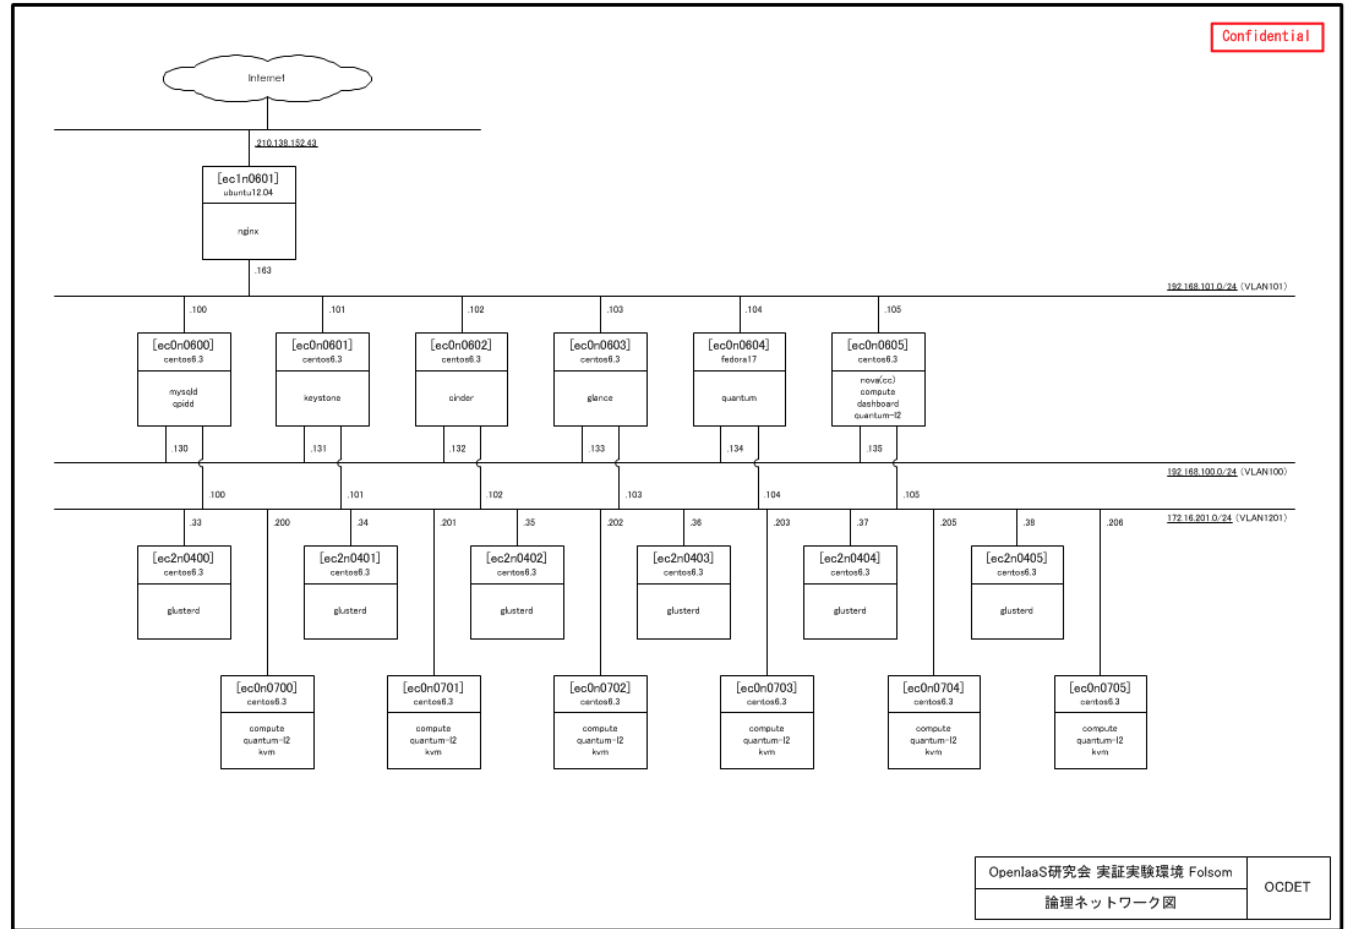 Confidential
Internet
210.138.152.43
[ec1n0601]
ubuntu12.04
nginx
.163
192.168.101.0/24 (VLAN101)
.100
.101
.102
.103
.104
.105
[ec0n0600]
centos6.3
mysqld
qpidd
[ec0n0601]
centos6.3
keystone
[ec0n0602]
centos6.3
cinder
[ec0n0603]
centos6.3
glance
[ec0n0604]
fedora17
quantum
[ec0n0605]
centos6.3
nova(cc)
compute
dashboard
quantum-l2
.130
.131
.132
.133
.134
.135
192.168.100.0/24 (VLAN100)
.100
.101
.102
.103
.104
.105
172.16.201.0/24 (VLAN1201)
.33
.200
.34
.201
.35
.202
.36
.203
.37
.205
.38
.206
[ec2n0400]
centos6.3
glusterd
[ec2n0401]
centos6.3
glusterd
[ec2n0402]
centos6.3
glusterd
[ec2n0403]
centos6.3
glusterd
[ec2n0404]
centos6.3
glusterd
[ec2n0405]
centos6.3
glusterd
[ec0n0700]
centos6.3
compute
quantum-l2
kvm
[ec0n0701]
centos6.3
compute
quantum-l2
kvm
[ec0n0702]
centos6.3
compute
quantum-l2
kvm
[ec0n0703]
centos6.3
compute
quantum-l2
kvm
[ec0n0704]
centos6.3
compute
quantum-l2
kvm
[ec0n0705]
centos6.3
compute
quantum-l2
kvm
OpenIaaS研究会 実証実験環境 Folsom
論理ネットワーク図
OCDET